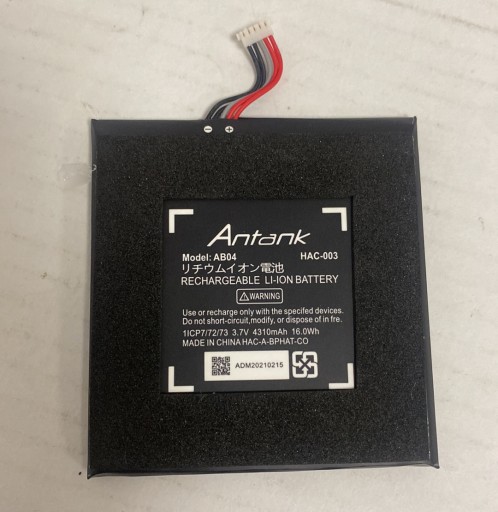 Antank
Model: AB04 HAC-003
リチウムイオン電池
RECHARGEABLE LI-ION BATTERY
WARNING
Use or recharge only with the specifed devices.
Do not short-circuit,modify, or dispose of in fre.
1ICP7/72/73 3.7V 4310mAh 16.0Wh
MADE IN CHINA HAC-A-BPHAT-CO
ADM20210215